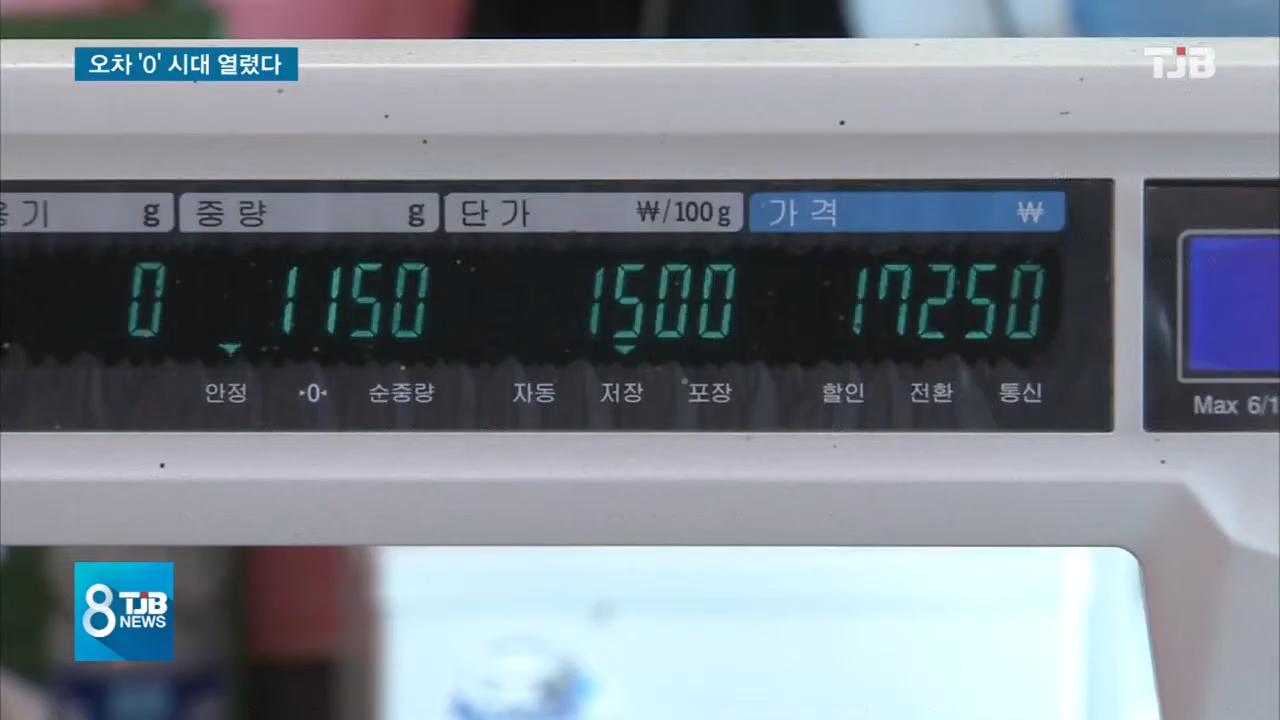 오차 '0' 시대 열렸다
TJB
용기 g 중량 g 단가 ₩/100g 가격 ₩
0 1150 1500 17250
안정 •0• 순중량 자동 저장 포장 할인 전환 통신
Max 6/1
8 TJB
NEWS